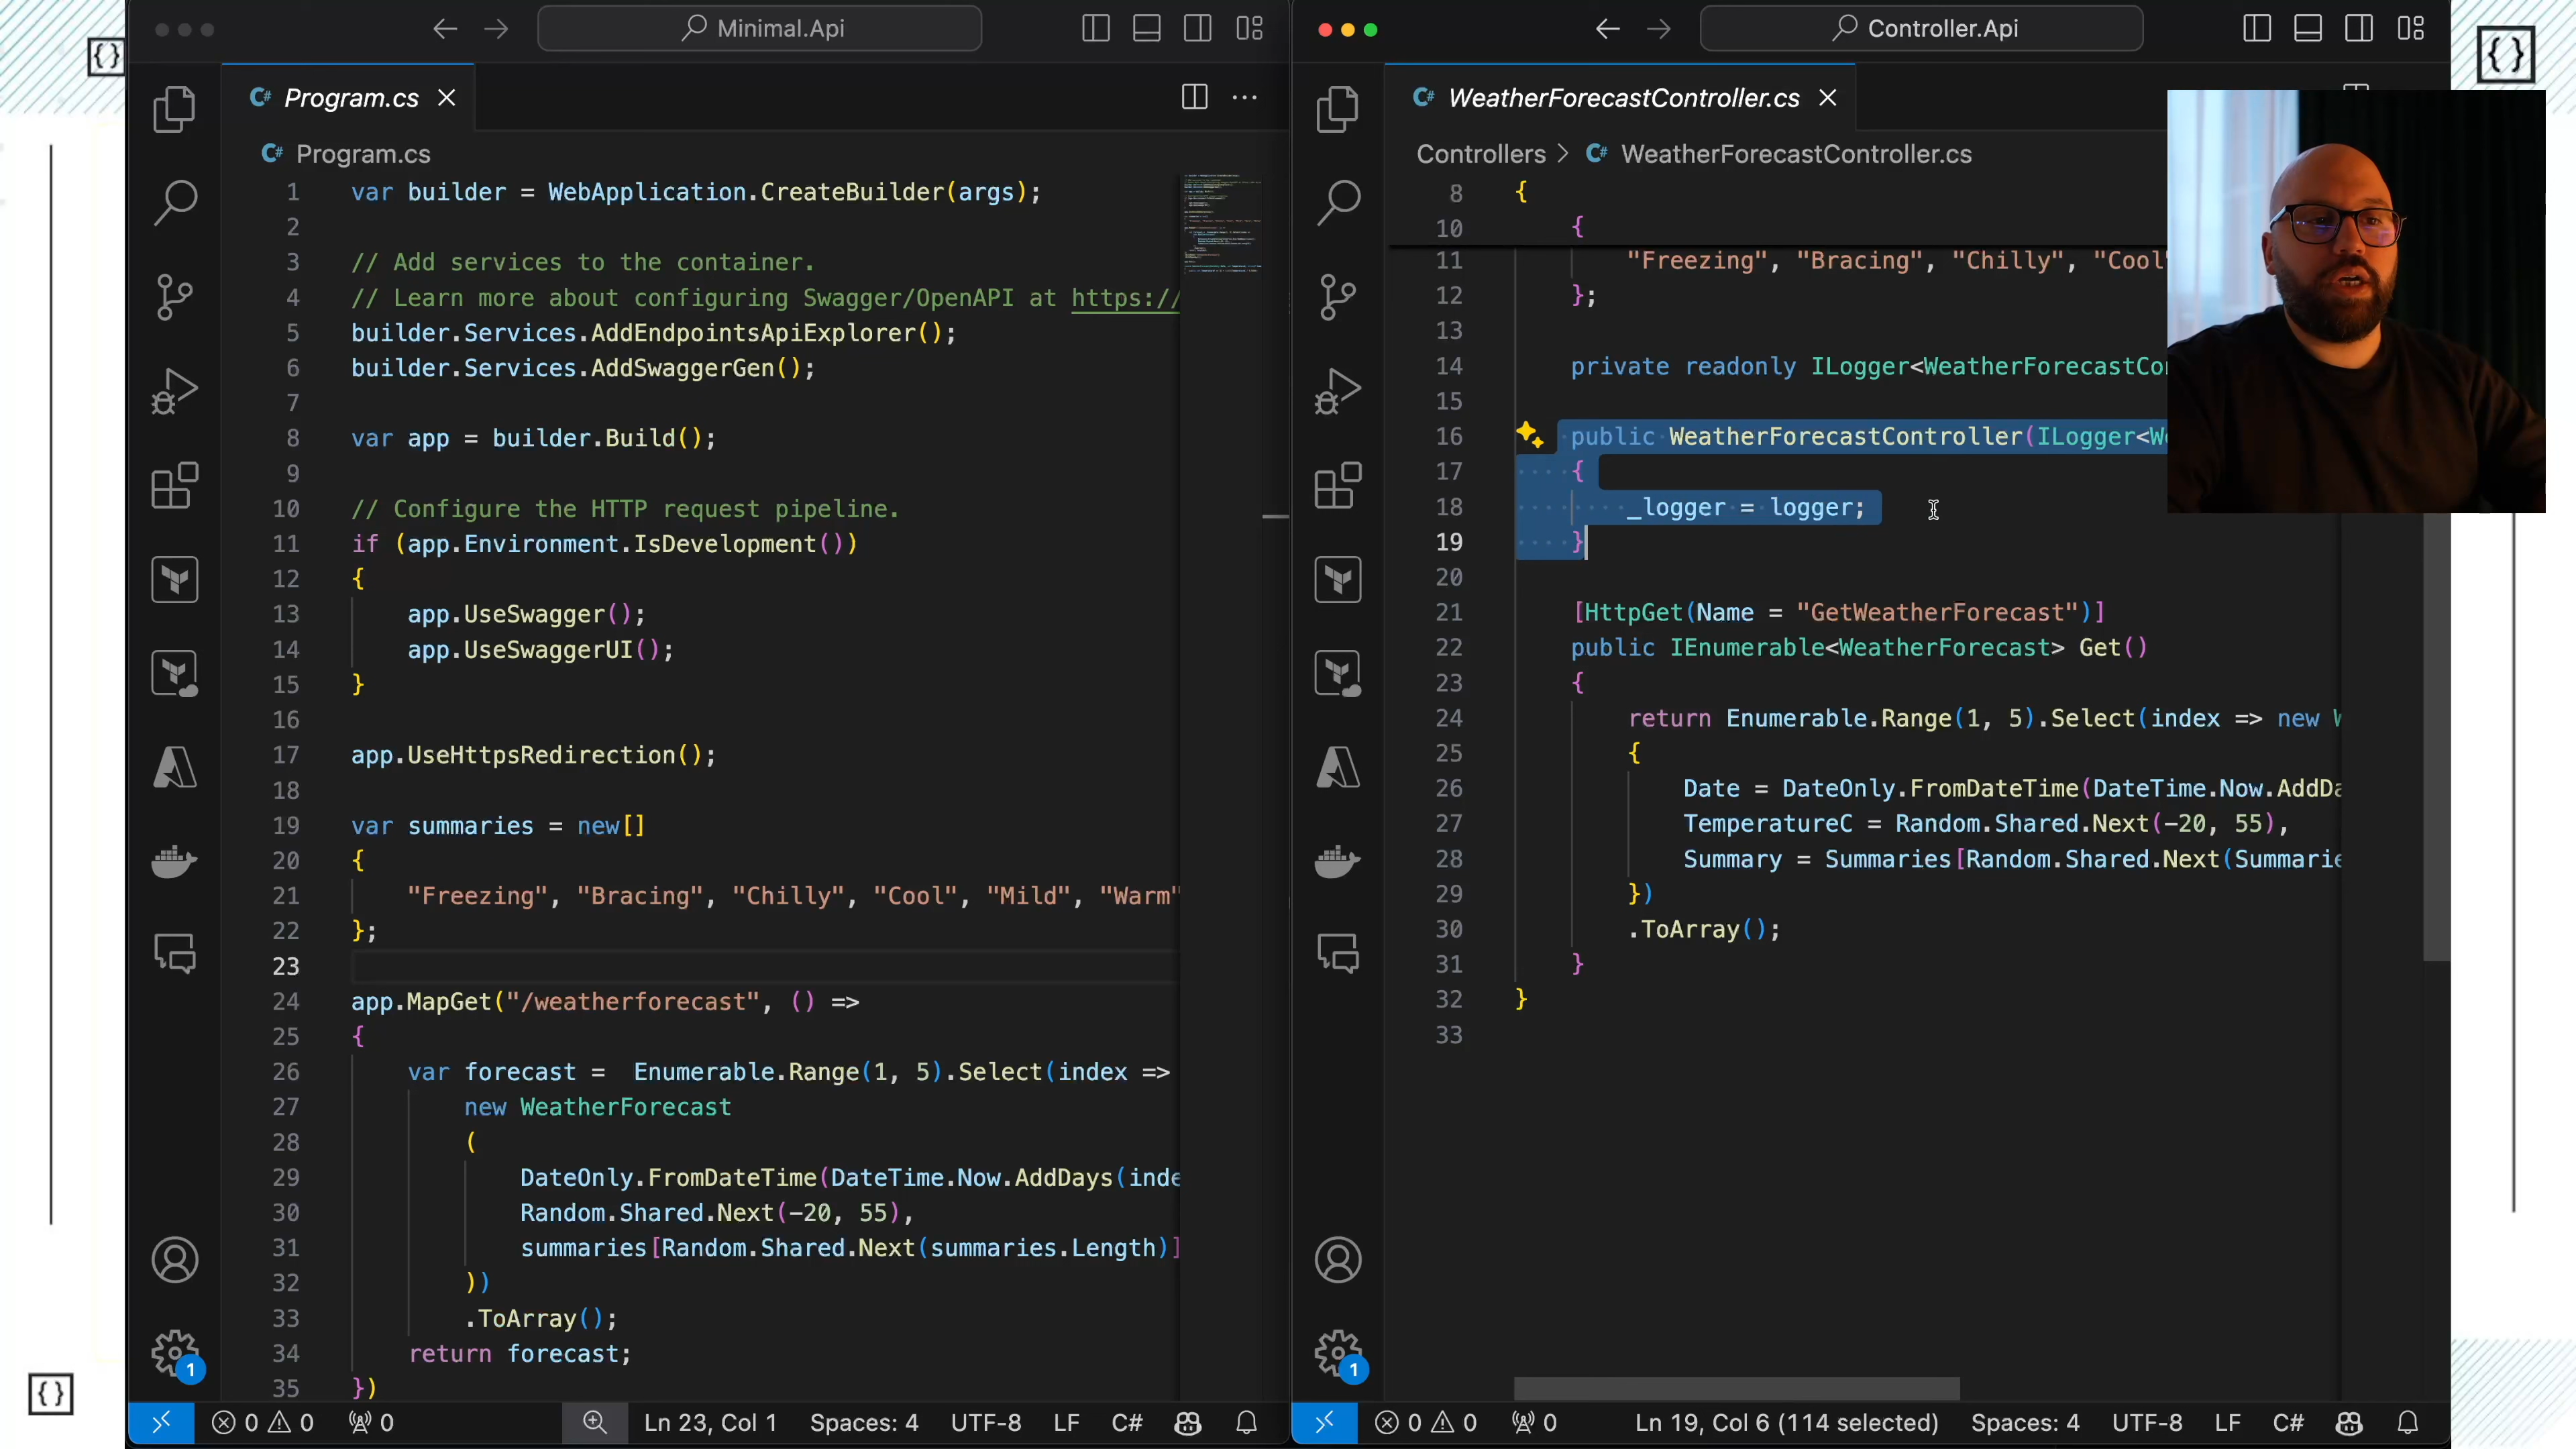 Minimal.Api
Program.cs
Program.cs
1 var builder = WebApplication.CreateBuilder(args);
2
3 // Add services to the container.
4 // Learn more about configuring Swagger/OpenAPI at https://
5 builder.Services.AddEndpointsApiExplorer();
6 builder.Services.AddSwaggerGen();
7
8 var app = builder.Build();
9
10 // Configure the HTTP request pipeline.
11 if (app.Environment.IsDevelopment())
12 {
13 app.UseSwagger();
14 app.UseSwaggerUI();
15 }
16
17 app.UseHttpsRedirection();
18
19 var summaries = new[]
20 {
21 "Freezing", "Bracing", "Chilly", "Cool", "Mild", "Warm"
22 };
23
24 app.MapGet("/weatherforecast", () =>
25 {
26 var forecast =  Enumerable.Range(1, 5).Select(index =>
27 new WeatherForecast
28 (
29 DateOnly.FromDateTime(DateTime.Now.AddDays(inde
30 Random.Shared.Next(-20, 55),
31 summaries[Random.Shared.Next(summaries.Length)]
32 ))
33 .ToArray();
34 return forecast;
35 })
1
0 0 0 Ln 23, Col 1 Spaces: 4 UTF-8 LF C#
Controller.Api
WeatherForecastController.cs
Controllers > WeatherForecastController.cs
8 {
10 {
11 "Freezing", "Bracing", "Chilly", "Cool"
12 };
13
14 private readonly ILogger<WeatherForecastCo
15
16 public WeatherForecastController(ILogger<We
17 {
18 _logger = logger;
19 }
20
21 [HttpGet(Name = "GetWeatherForecast")]
22 public IEnumerable<WeatherForecast> Get()
23 {
24 return Enumerable.Range(1, 5).Select(index => new W
25 {
26 Date = DateOnly.FromDateTime(DateTime.Now.AddDa
27 TemperatureC = Random.Shared.Next(-20, 55),
28 Summary = Summaries[Random.Shared.Next(Summarie
29 })
30 .ToArray();
31 }
32 }
33
1
0 0 0 Ln 19, Col 6 (114 selected) Spaces: 4 UTF-8 LF C#
{}
{}
{}